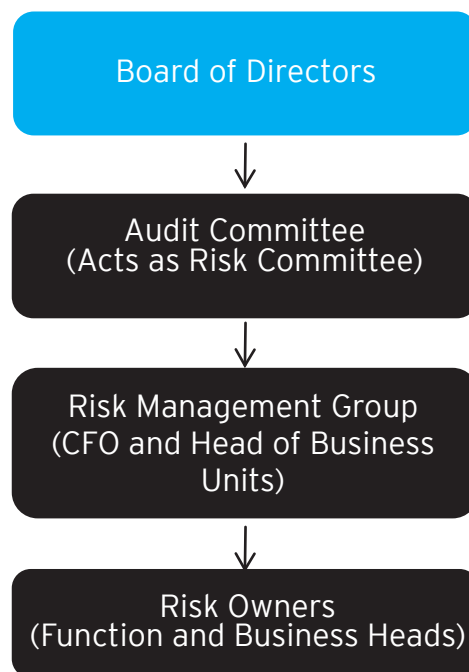 Board of Directors
Audit Committee
(Acts as Risk Committee)
Risk Management Group
(CFO and Head of Business
Units)
Risk Owners
(Function and Business Heads)